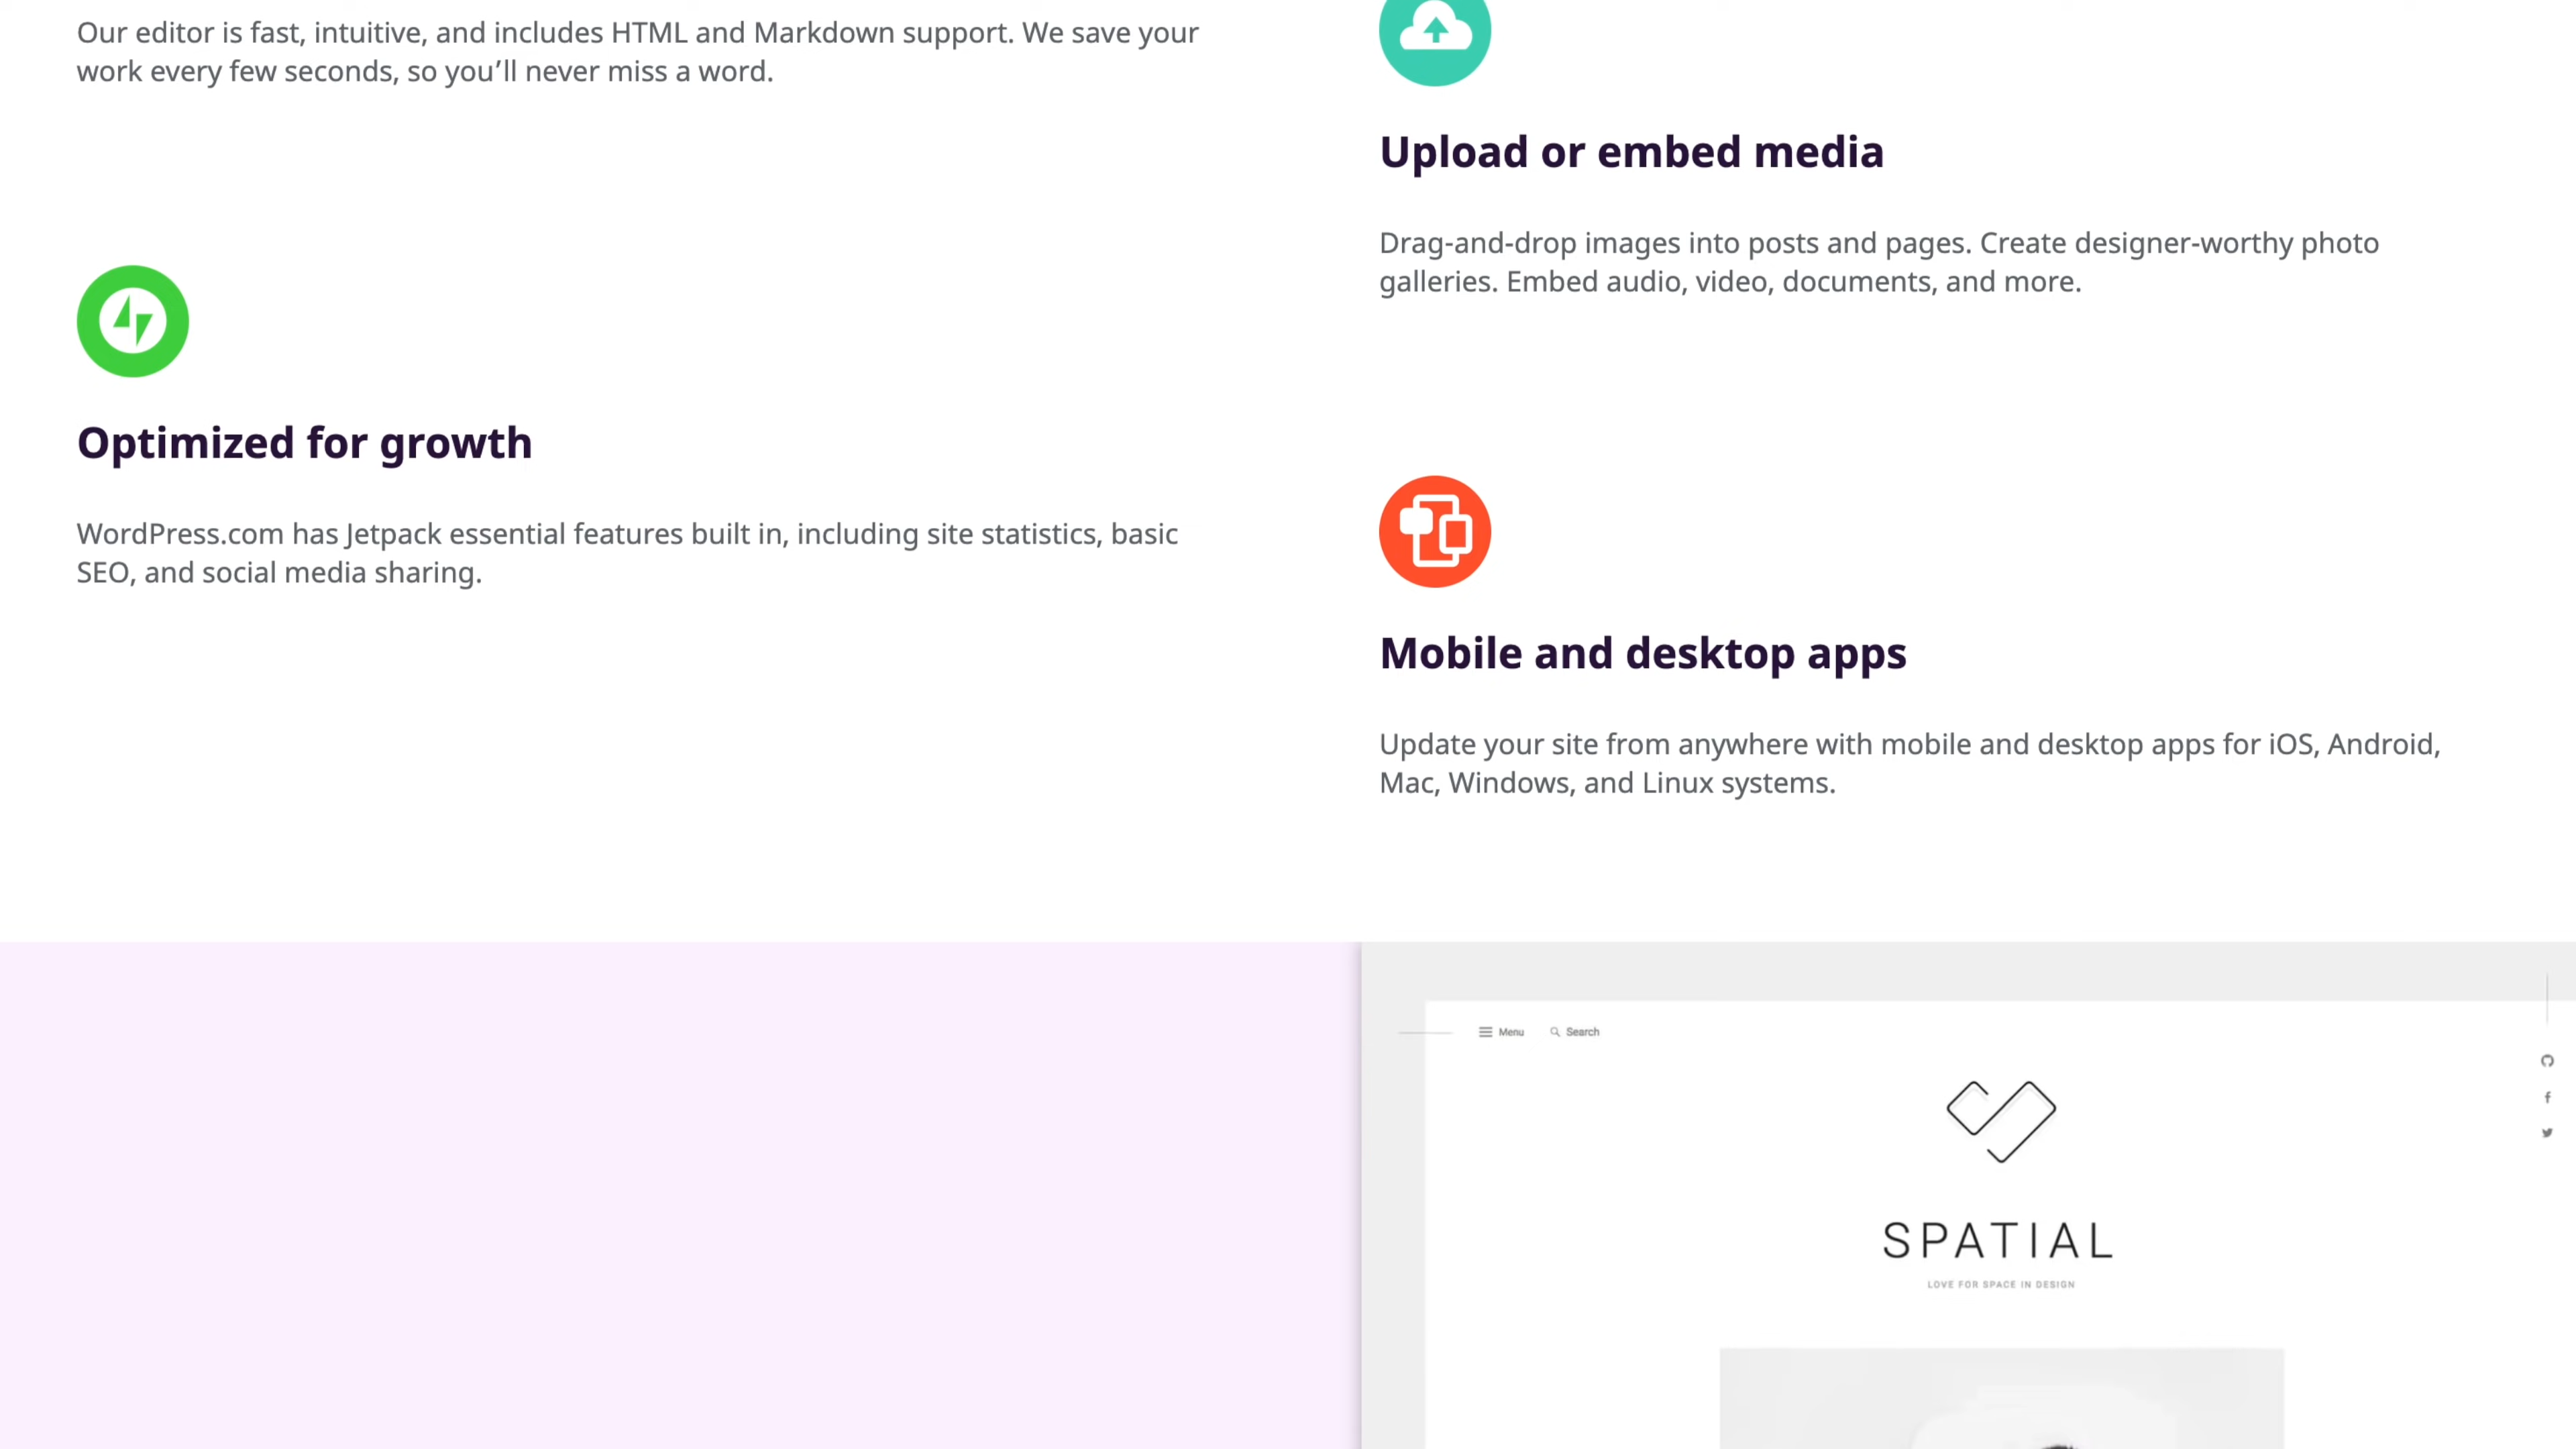 Our editor is fast, intuitive, and includes HTML and Markdown support. We save your
work every few seconds, so you’ll never miss a word.
Optimized for growth
WordPress.com has Jetpack essential features built in, including site statistics, basic
SEO, and social media sharing.
Upload or embed media
Drag-and-drop images into posts and pages. Create designer-worthy photo
galleries. Embed audio, video, documents, and more.
Mobile and desktop apps
Update your site from anywhere with mobile and desktop apps for iOS, Android,
Mac, Windows, and Linux systems.
Menu
Search
SPATIAL
LOVE FOR SPACE IN DESIGN